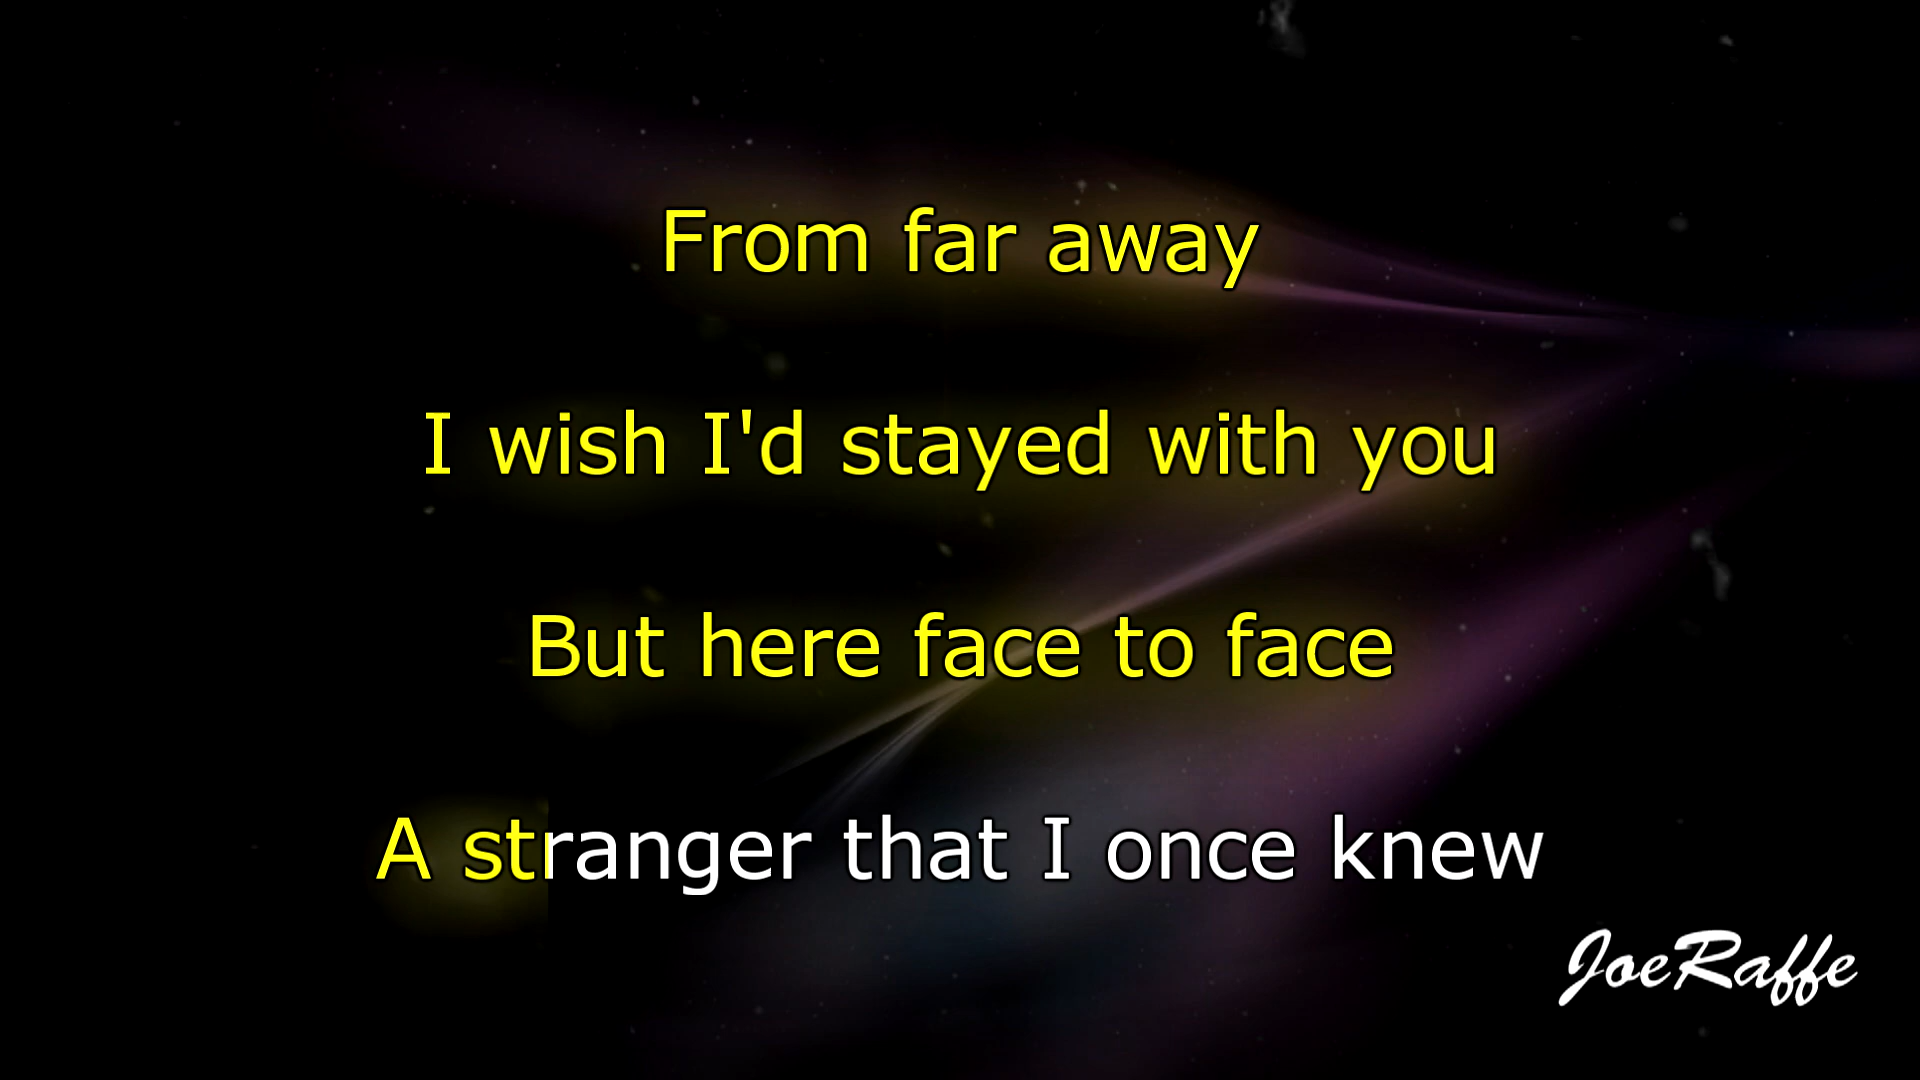 From far away
I wish I'd stayed with you
But here face to face
A stranger that I once knew
JoeRaffe